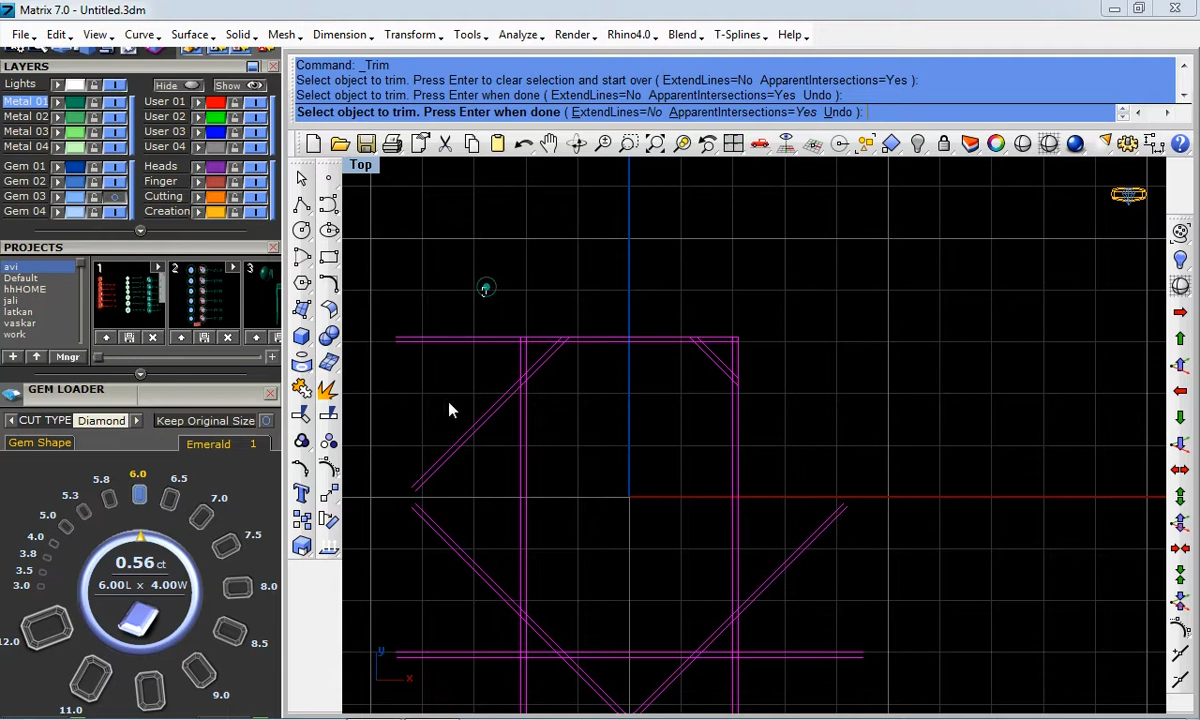 Matrix 7.0 - Untitled.3dm
File Edit View Curve Surface Solid Mesh Dimension Transform Tools Analyze Render Rhino4.0 Blend T-Splines Help
LAYERS
Lights Hide Show
Metal 01 User 01
Metal 02 User 02
Metal 03 User 03
Metal 04 User 04
Gem 01 Heads
Gem 02 Finger
Gem 03 Cutting
Gem 04 Creation
Command: _Trim
Select object to trim. Press Enter to clear selection and start over ( ExtendLines=No ApparentIntersections=Yes ):
Select object to trim. Press Enter when done ( ExtendLines=No ApparentIntersections=Yes Undo ):
Select object to trim. Press Enter when done ( ExtendLines=No ApparentIntersections=Yes Undo ):
Top
PROJECTS
avi
Default
hhHOME
jali
latkan
vaskar
work
1 2 3
Mngr
GEM LOADER
CUT TYPE Diamond Keep Original Size
Gem Shape Emerald 1
6.0
5.8 6.5
5.3 7.0
5.0
4.0 7.5
3.8
3.5
3.0 8.0
0.56 ct
6.00L x 4.00W
12.0 8.5
11.0 9.0
y
x